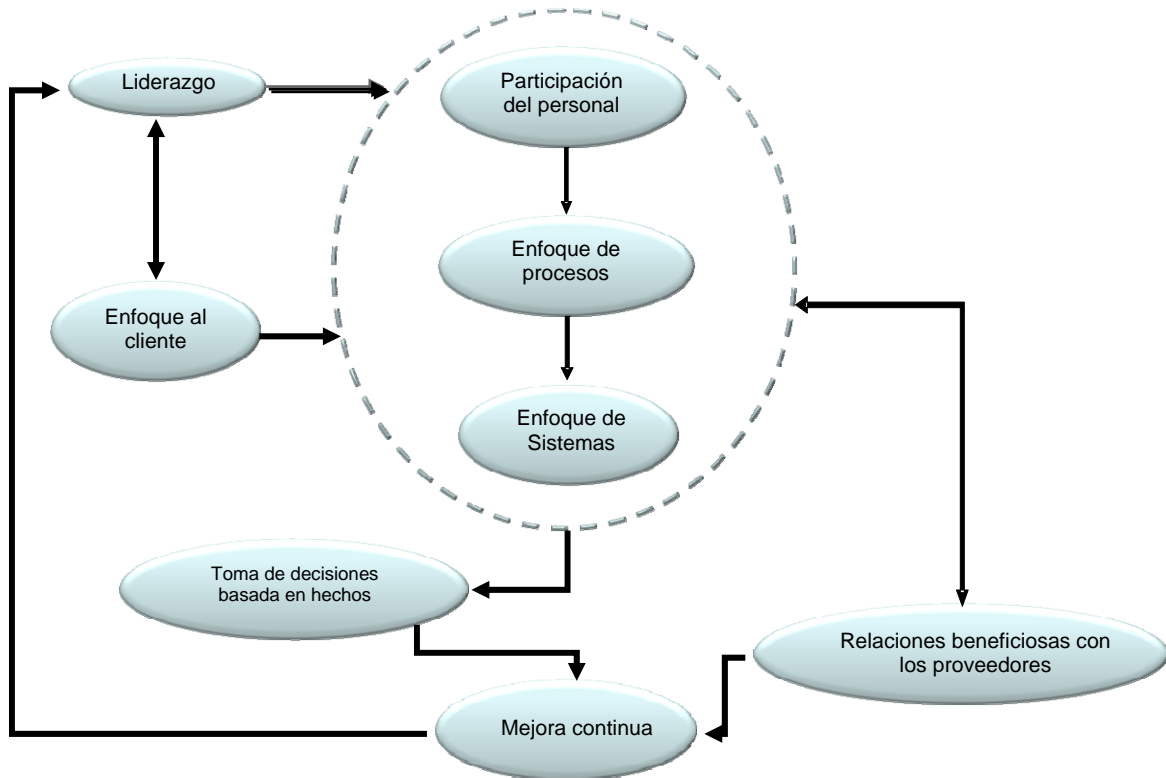 Liderazgo
Participación
del personal
Enfoque de
procesos
Enfoque al
cliente
Enfoque de
Sistemas
Toma de decisiones
basada en hechos
Relaciones beneficiosas con
los proveedores
Mejora continua